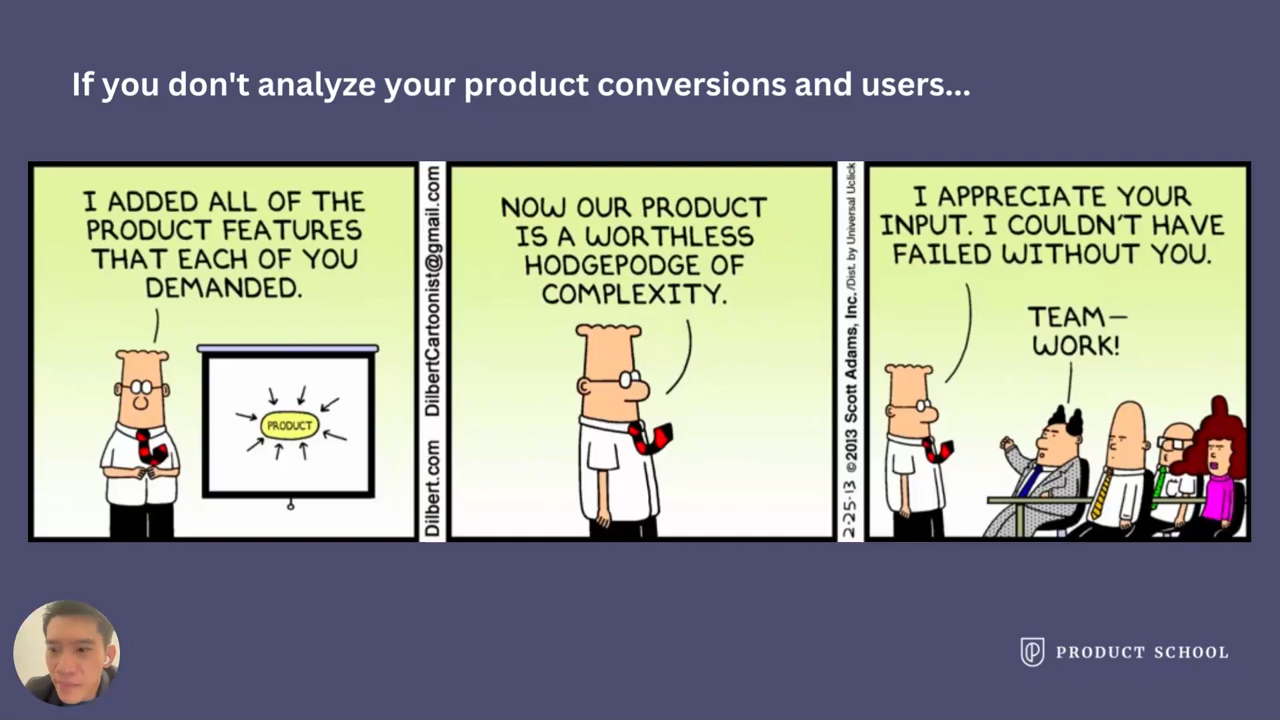 If you don't analyze your product conversions and users...
I ADDED ALL OF THE
PRODUCT FEATURES
THAT EACH OF YOU
DEMANDED.
PRODUCT
Dilbert.com DilbertCartoonist@gmail.com
NOW OUR PRODUCT
IS A WORTHLESS
HODGEPODGE OF
COMPLEXITY.
2-25-13 ©2013 Scott Adams, Inc. /Dist. by Universal Uclick
I APPRECIATE YOUR
INPUT. I COULDN'T HAVE
FAILED WITHOUT YOU.
TEAM—
WORK!
PRODUCT SCHOOL